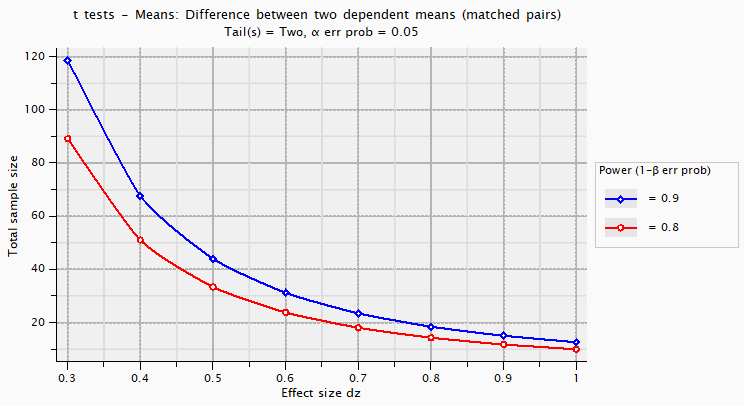 t tests - Means: Difference between two dependent means (matched pairs)
Tail(s) = Two, α err prob = 0.05
120
100
80
60
40
20
Total sample size
0.3 0.4 0.5 0.6 0.7 0.8 0.9 1
Effect size dz
Power (1-β err prob)
= 0.9
= 0.8